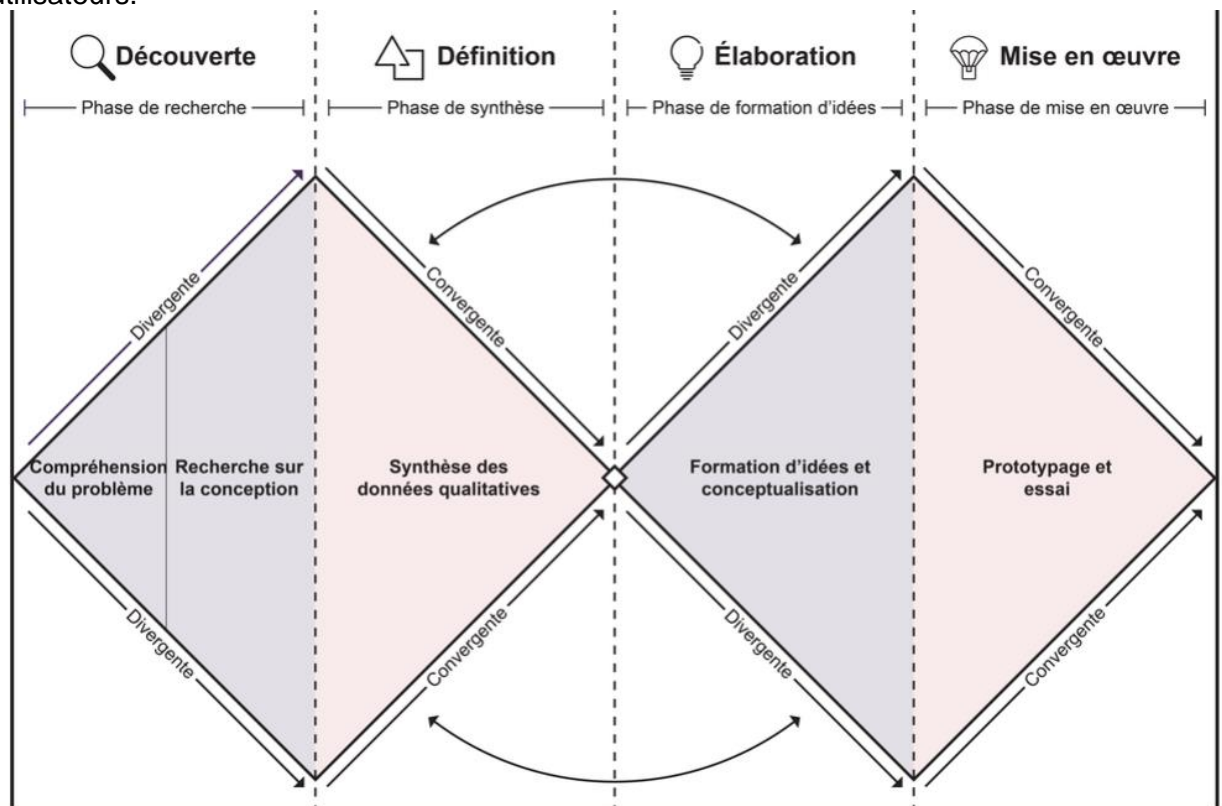 utilisateurs.
Découverte
Définition
Élaboration
Mise en œuvre
Phase de recherche
Phase de synthèse
Phase de formation d'idées
Phase de mise en œuvre
Divergente
Convergente
Divergente
Convergente
Compréhension
du problème
Recherche sur
la conception
Synthèse des
données qualitatives
Formation d'idées et
conceptualisation
Prototypage et
essai
Divergente
Convergente
Divergente
Convergente